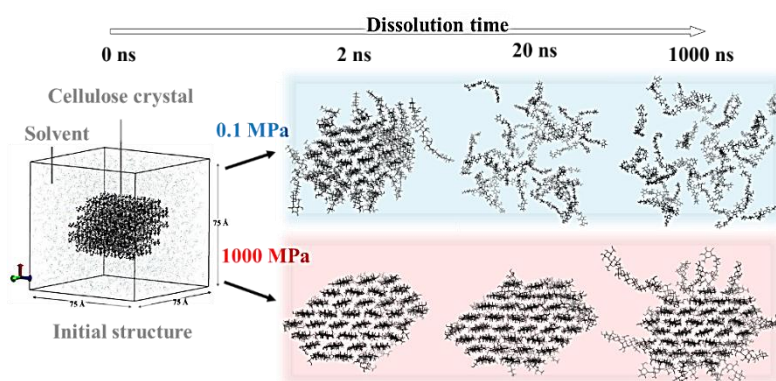 Dissolution time
0 ns
2 ns
20 ns
1000 ns
Cellulose crystal
Solvent
0.1 MPa
75 Å
1000 MPa
75 Å
75 Å
Initial structure